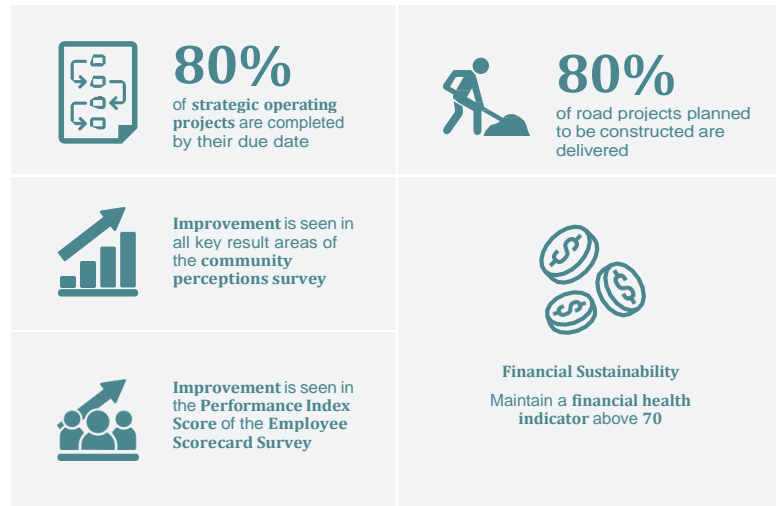 80%
of strategic operating
projects are completed
by their due date
80%
of road projects planned
to be constructed are
delivered
Improvement is seen in
all key result areas of
the community
perceptions survey
Financial Sustainability
Maintain a financial health
indicator above 70
Improvement is seen in
the Performance Index
Score of the Employee
Scorecard Survey